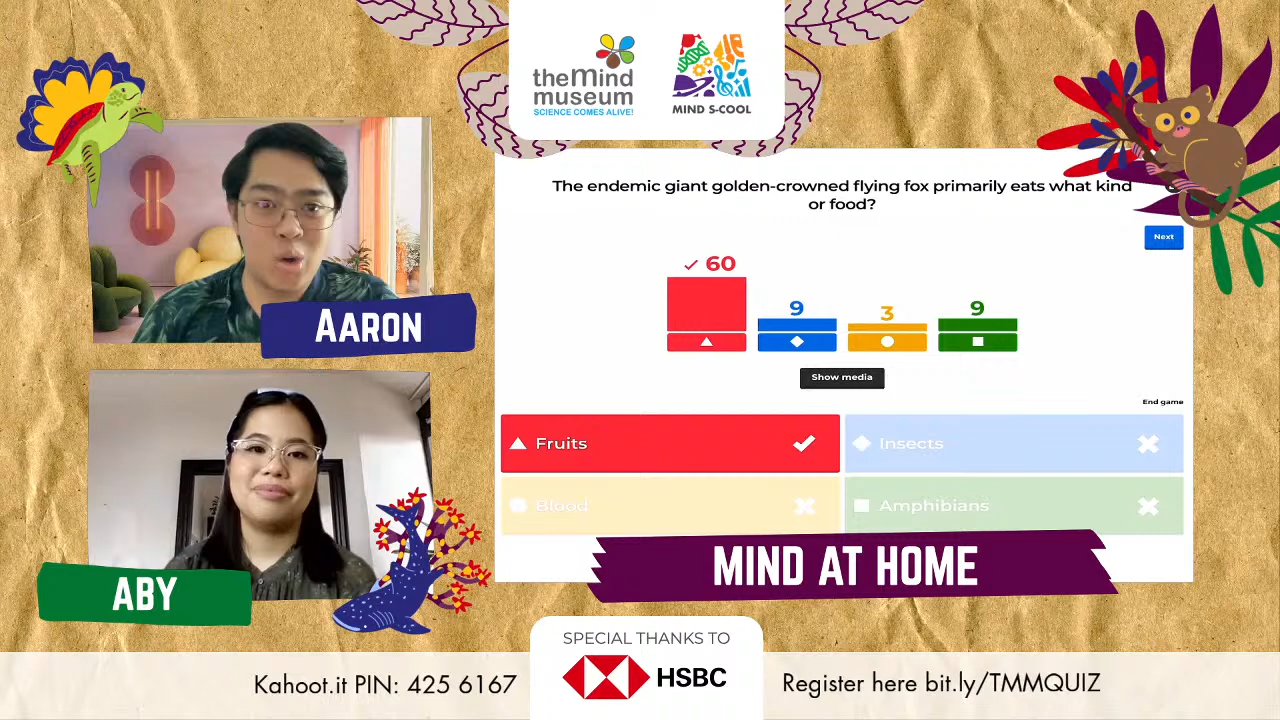 theMind
museum
SCIENCE COMES ALIVE!
MIND S-COOL
The endemic giant golden-crowned flying fox primarily eats what kind
or food?
Next
60
9
3
9
Show media
End game
Fruits
Insects
Blood
Amphibians
AARON
ABY
MIND AT HOME
SPECIAL THANKS TO
HSBC
Kahoot.it PIN: 425 6167
Register here bit.ly/TMMQUIZ